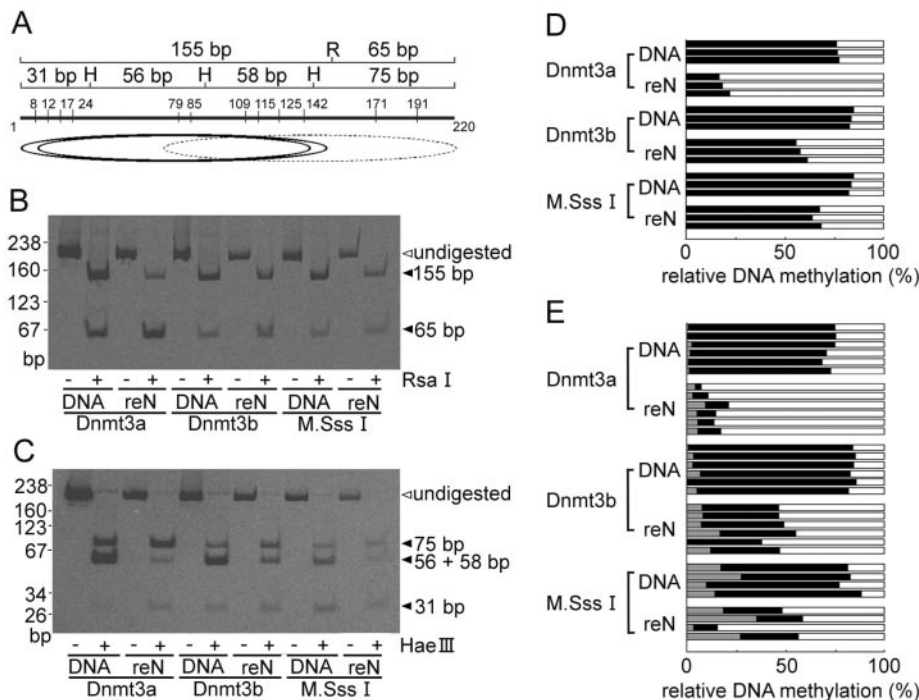 A
155 bp R 65 bp
31 bp H 56 bp H 58 bp H 75 bp
8 12 17 24 79 85 109 115 125 142 171 191
1 220
B
238
160
123
67
bp
undigested
155 bp
65 bp
- + - + - + - + - + - + Rsa I
DNA reN DNA reN DNA reN
Dnmt3a Dnmt3b M.Sss I
C
238
160
123
67
34
26
bp
undigested
75 bp
56 + 58 bp
31 bp
- + - + - + - + - + - + Hae III
DNA reN DNA reN DNA reN
Dnmt3a Dnmt3b M.Sss I
D
Dnmt3a DNA
reN
Dnmt3b DNA
reN
M.Sss I DNA
reN
0 50 100
relative DNA methylation (%)
E
Dnmt3a DNA
reN
Dnmt3b DNA
reN
M.Sss I DNA
reN
0 50 100
relative DNA methylation (%)